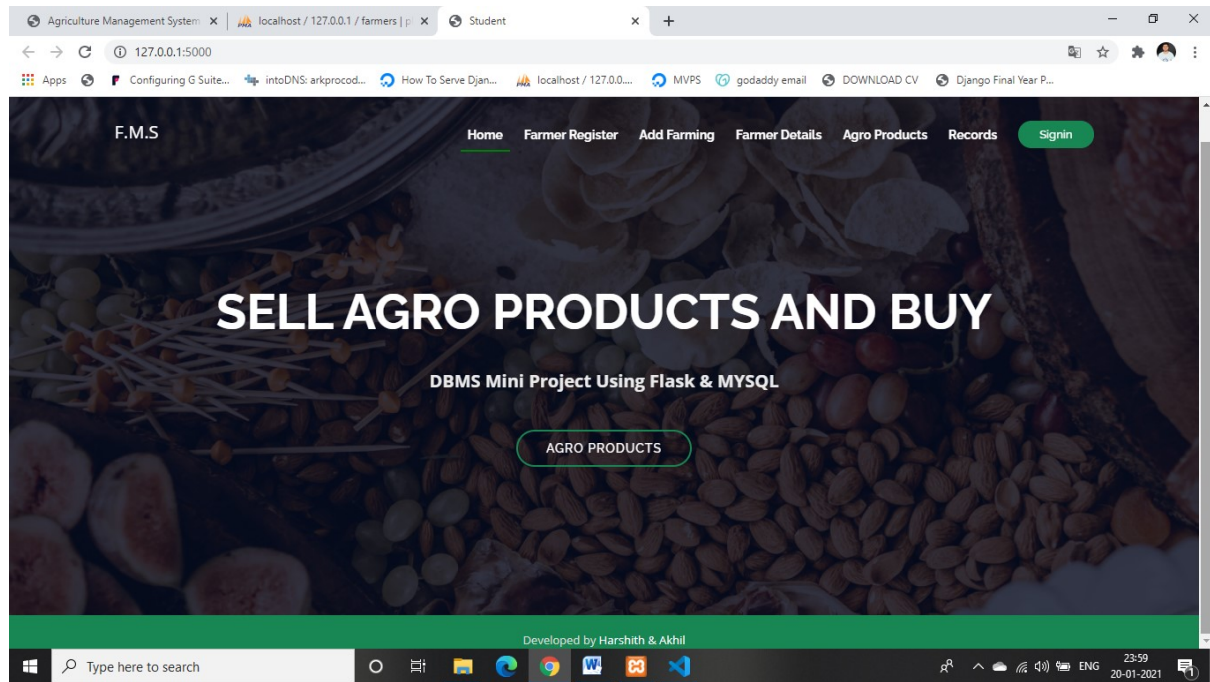 Agriculture Management System
localhost / 127.0.0.1 / farmers | p
Student
127.0.0.1:5000
Apps
Configuring G Suite...
intoDNS: arkprocod...
How To Serve Djan...
localhost / 127.0.0....
MVPS
godaddy email
DOWNLOAD CV
Django Final Year P...
F.M.S
Home Farmer Register Add Farming Farmer Details Agro Products Records Signin
SELL AGRO PRODUCTS AND BUY
DBMS Mini Project Using Flask & MYSQL
AGRO PRODUCTS
Developed by Harshith & Akhil
Type here to search
ENG
23:59
20-01-2021
1